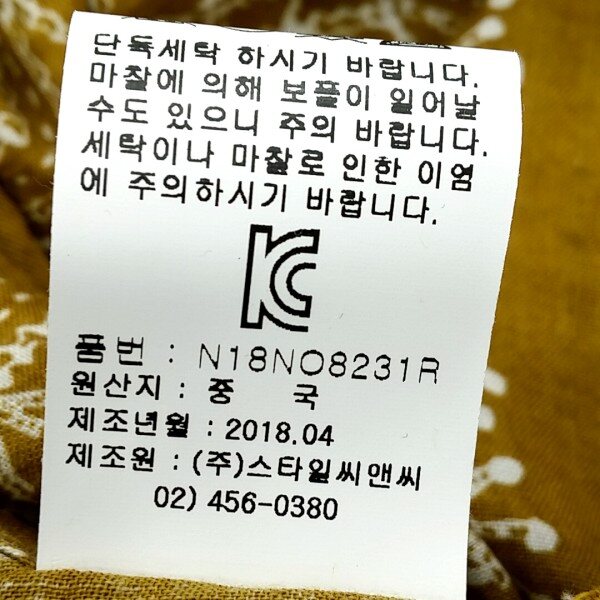 단독세탁 하시기 바랍니다.
마찰에 의해 보플이 일어날
수도 있으니 주의 바랍니다.
세탁이나 마찰로 인한 이염
에 주의하시기 바랍니다.
KC
품번 : N18NO8231R
원산지 : 중 국
제조년월 : 2018.04
제조원 : (주)스타일씨앤씨
02) 456-0380